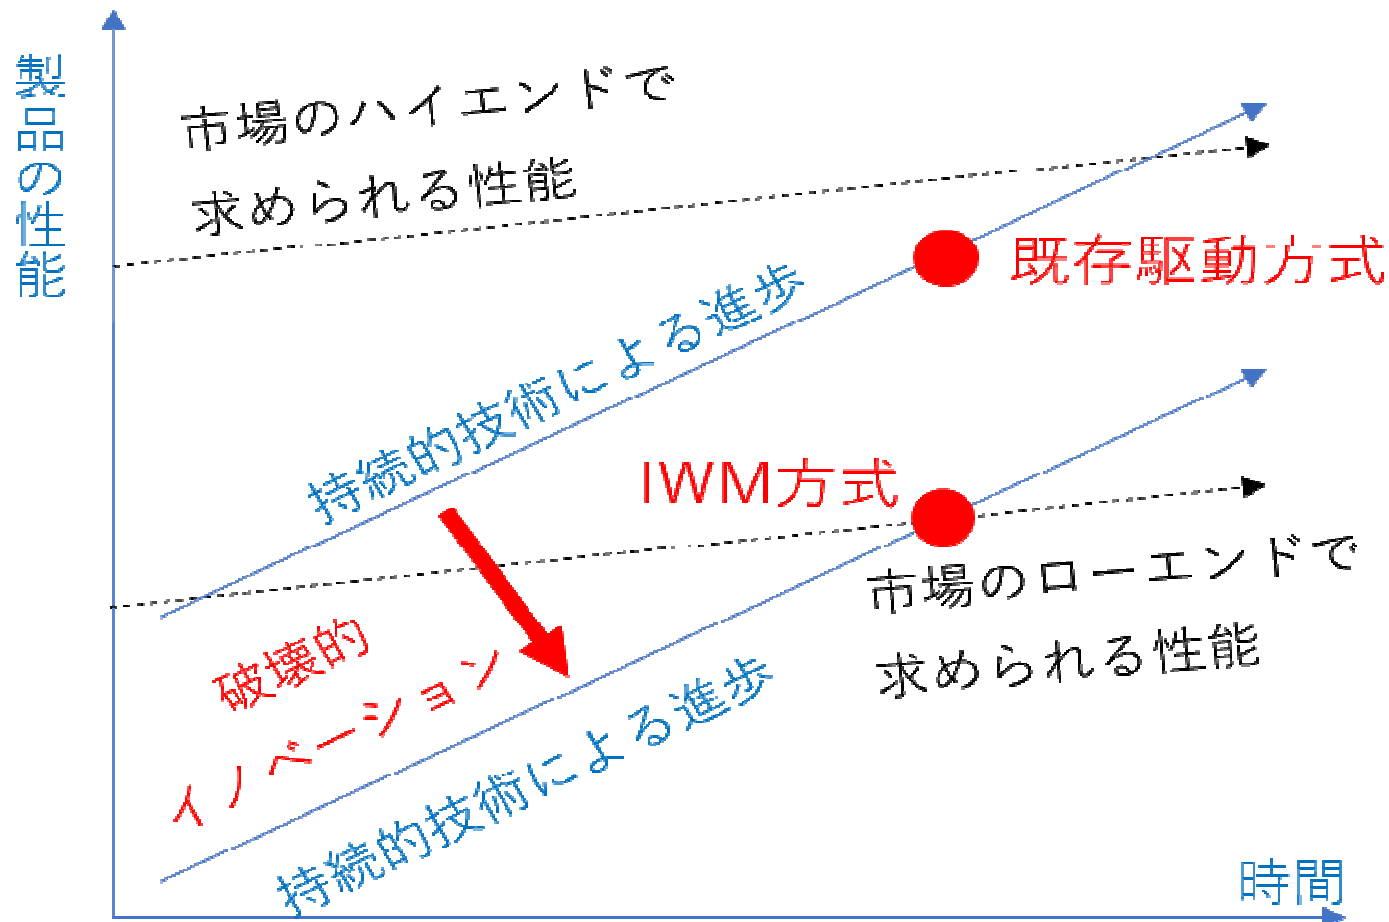 製品の性能
市場のハイエンドで
求められる性能
既存駆動方式
持続的技術による進歩
IWM方式
市場のローエンドで
求められる性能
破壊的
イノベーション
持続的技術による進歩
時間